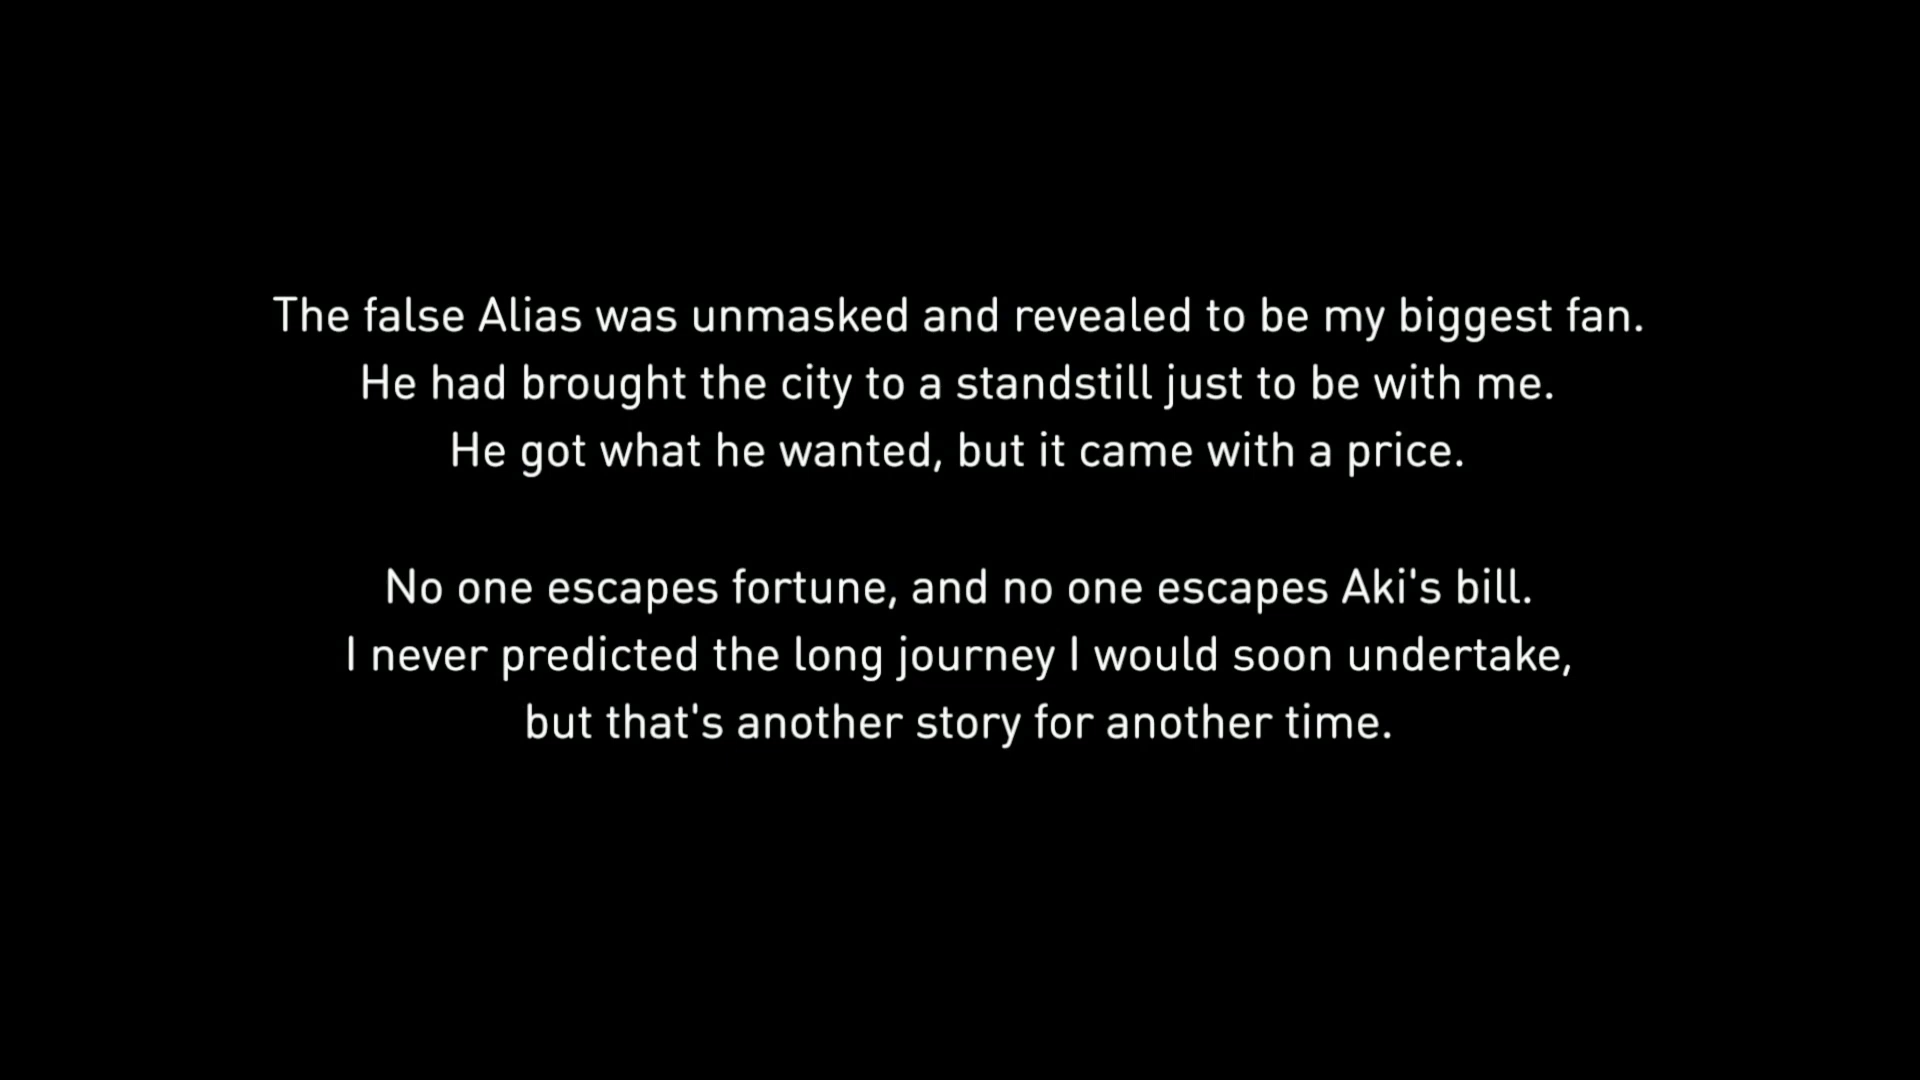 The false Alias was unmasked and revealed to be my biggest fan.
He had brought the city to a standstill just to be with me.
He got what he wanted, but it came with a price.
No one escapes fortune, and no one escapes Aki's bill.
I never predicted the long journey I would soon undertake,
but that's another story for another time.